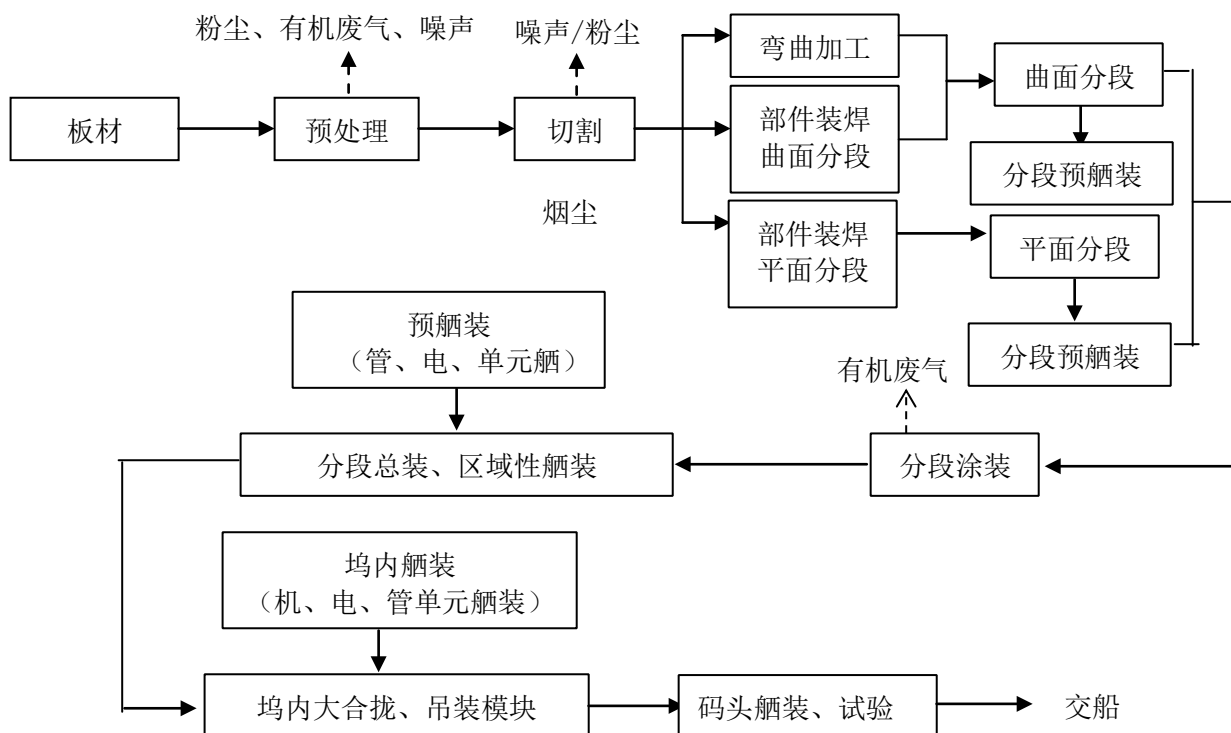 粉尘、有机废气、噪声
噪声/粉尘
弯曲加工
曲面分段
板材
预处理
切割
部件装焊
曲面分段
分段预舾装
烟尘
部件装焊
平面分段
平面分段
预舾装
（管、电、单元舾）
分段预舾装
有机废气
分段总装、区域性舾装
分段涂装
坞内舾装
（机、电、管单元舾装）
坞内大合拢、吊装模块
码头舾装、试验
交船